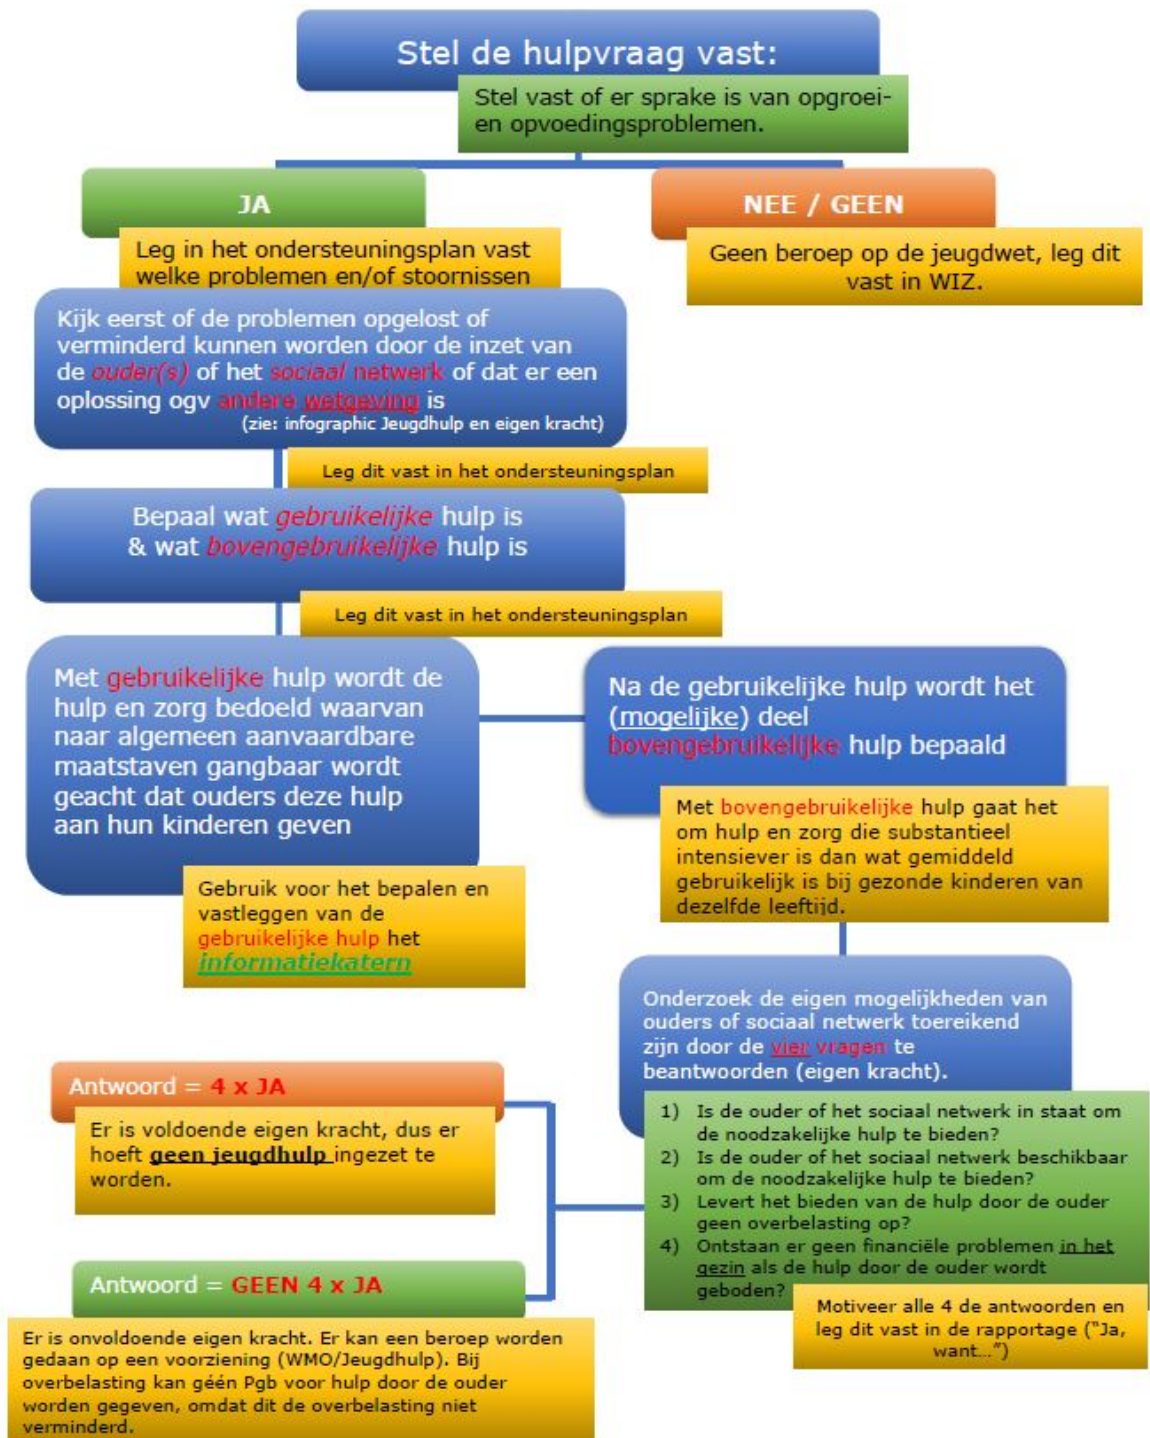 Stel de hulpvraag vast:
Stel vast of er sprake is van opgroei-
en opvoedingsproblemen.
JA
Leg in het ondersteuningsplan vast
welke problemen en/of stoornissen
NEE / GEEN
Geen beroep op de jeugdwet, leg dit
vast in WIZ.
Kijk eerst of de problemen opgelost of
verminderd kunnen worden door de inzet van
de ouder(s) of het sociaal netwerk of dat er een
oplossing ogv andere wetgeving is
(zie: infographic Jeugdhulp en eigen kracht)
Leg dit vast in het ondersteuningsplan
Bepaal wat gebruikelijke hulp is
& wat bovengebruikelijke hulp is
Leg dit vast in het ondersteuningsplan
Met gebruikelijke hulp wordt de
hulp en zorg bedoeld waarvan
naar algemeen aanvaardbare
maatstaven gangbaar wordt
geacht dat ouders deze hulp
aan hun kinderen geven
Gebruik voor het bepalen en
vastleggen van de
gebruikelijke hulp het
informatiekatern
Na de gebruikelijke hulp wordt het
(mogelijke) deel
bovengebruikelijke hulp bepaald
Met bovengebruikelijke hulp gaat het
om hulp en zorg die substantieel
intensiever is dan wat gemiddeld
gebruikelijk is bij gezonde kinderen van
dezelfde leeftijd.
Onderzoek de eigen mogelijkheden van
ouders of sociaal netwerk toereikend
zijn door de vier vragen te
beantwoorden (eigen kracht).
1) Is de ouder of het sociaal netwerk in staat om
de noodzakelijke hulp te bieden?
2) Is de ouder of het sociaal netwerk beschikbaar
om de noodzakelijke hulp te bieden?
3) Levert het bieden van de hulp door de ouder
geen overbelasting op?
4) Ontstaan er geen financiële problemen in het
gezin als de hulp door de ouder wordt
geboden?
Motiveer alle 4 de antwoorden en
leg dit vast in de rapportage ("Ja,
want...")
Antwoord = 4 x JA
Er is voldoende eigen kracht, dus er
hoeft geen jeugdhulp ingezet te
worden.
Antwoord = GEEN 4 x JA
Er is onvoldoende eigen kracht. Er kan een beroep worden
gedaan op een voorziening (WMO/Jeugdhulp). Bij
overbelasting kan géén Pgb voor hulp door de ouder
worden gegeven, omdat dit de overbelasting niet
verminderd.